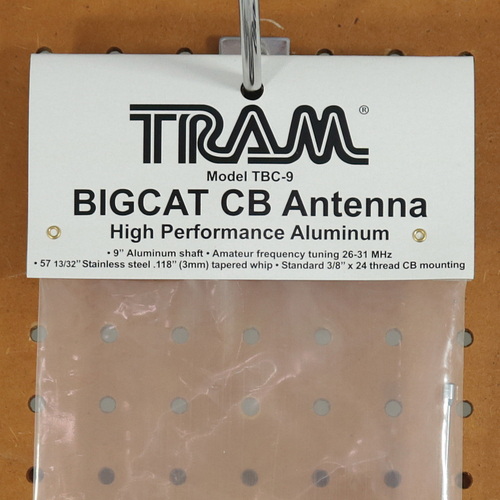 TRAM®
Model TBC-9
BIGCAT CB Antenna
High Performance Aluminum
• 9" Aluminum shaft • Amateur frequency tuning 26-31 MHz
• 57 13/32" Stainless steel .118" (3mm) tapered whip • Standard 3/8" x 24 thread CB mounting